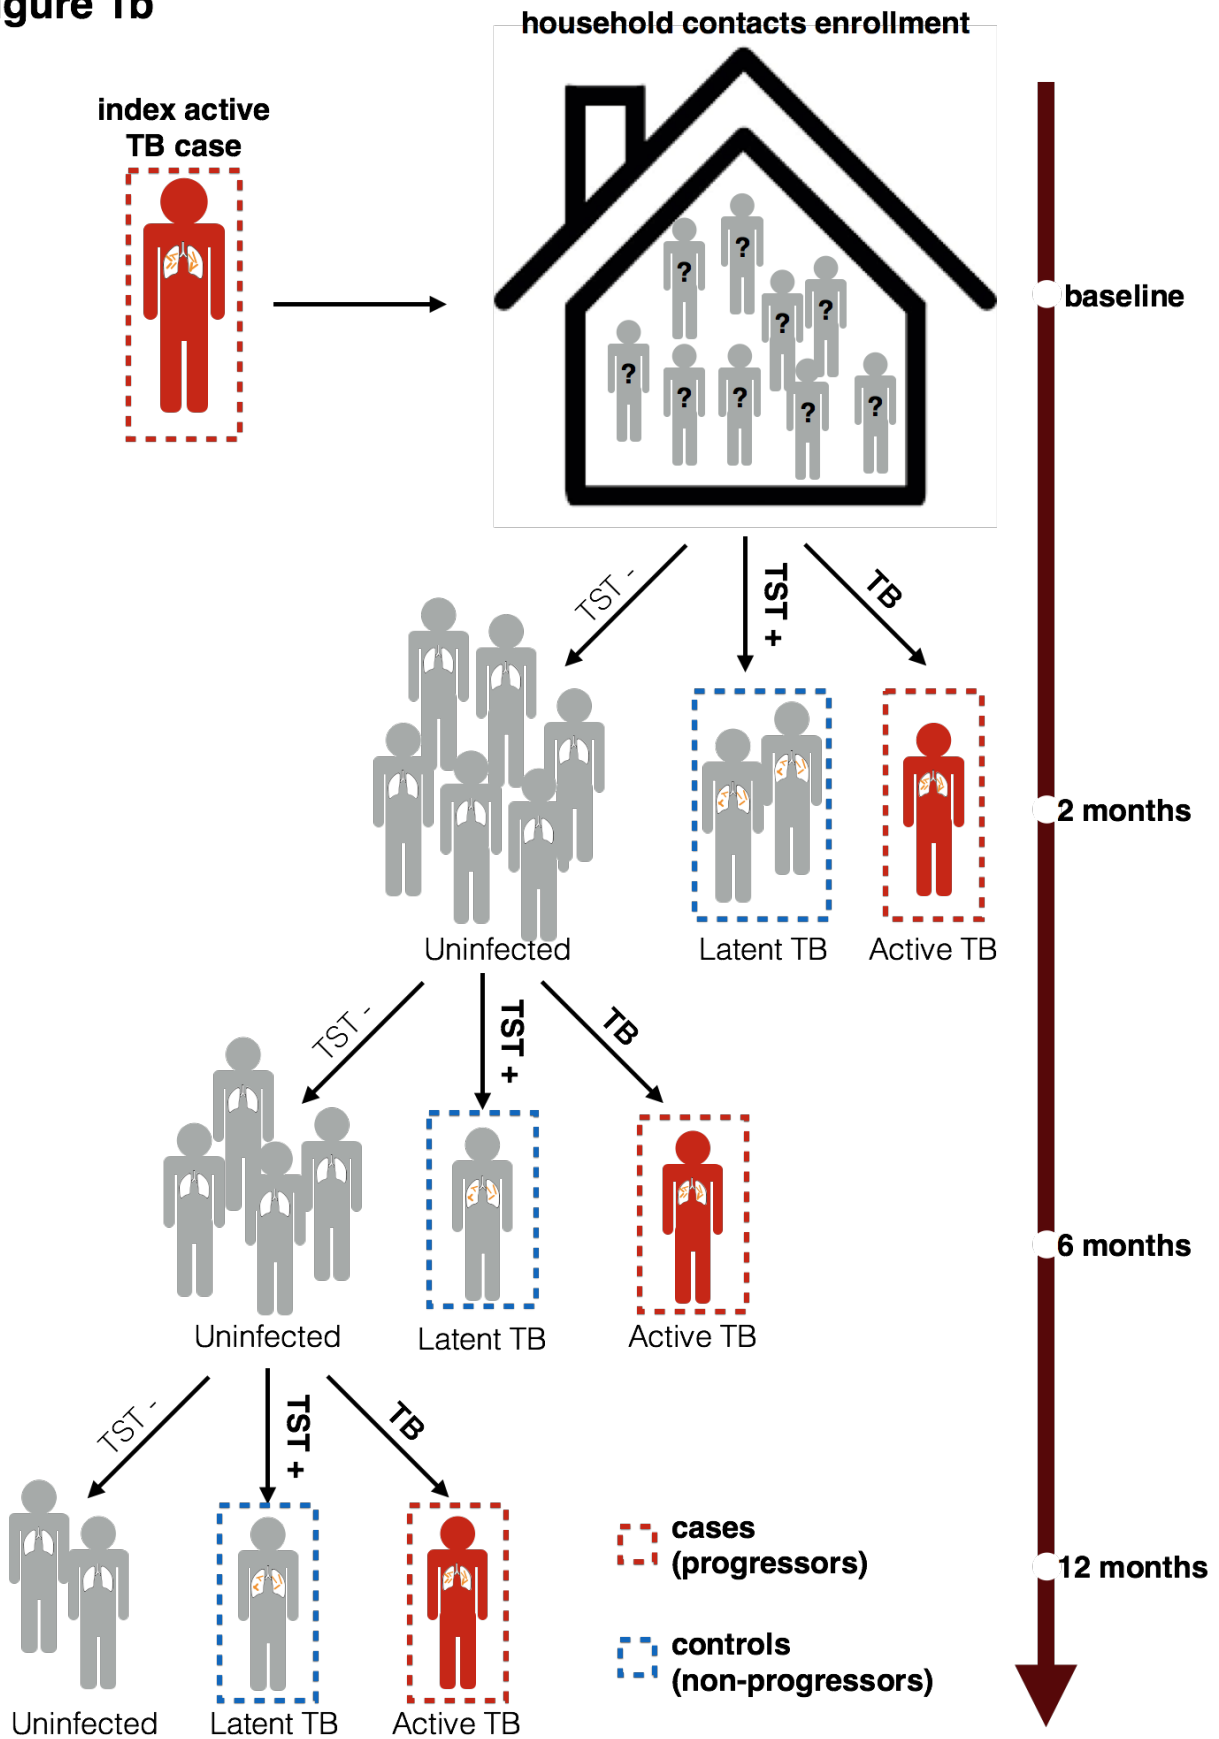 igure 1b
household contacts enrollment
index active
TB case
?
?
?
?
?
?
?
?
?
baseline
TST -
TST +
TB
2 months
Uninfected
Latent TB
Active TB
TST -
TST +
TB
6 months
Uninfected
Latent TB
Active TB
TST -
TST +
TB
cases
(progressors)
12 months
controls
(non-progressors)
Uninfected
Latent TB
Active TB